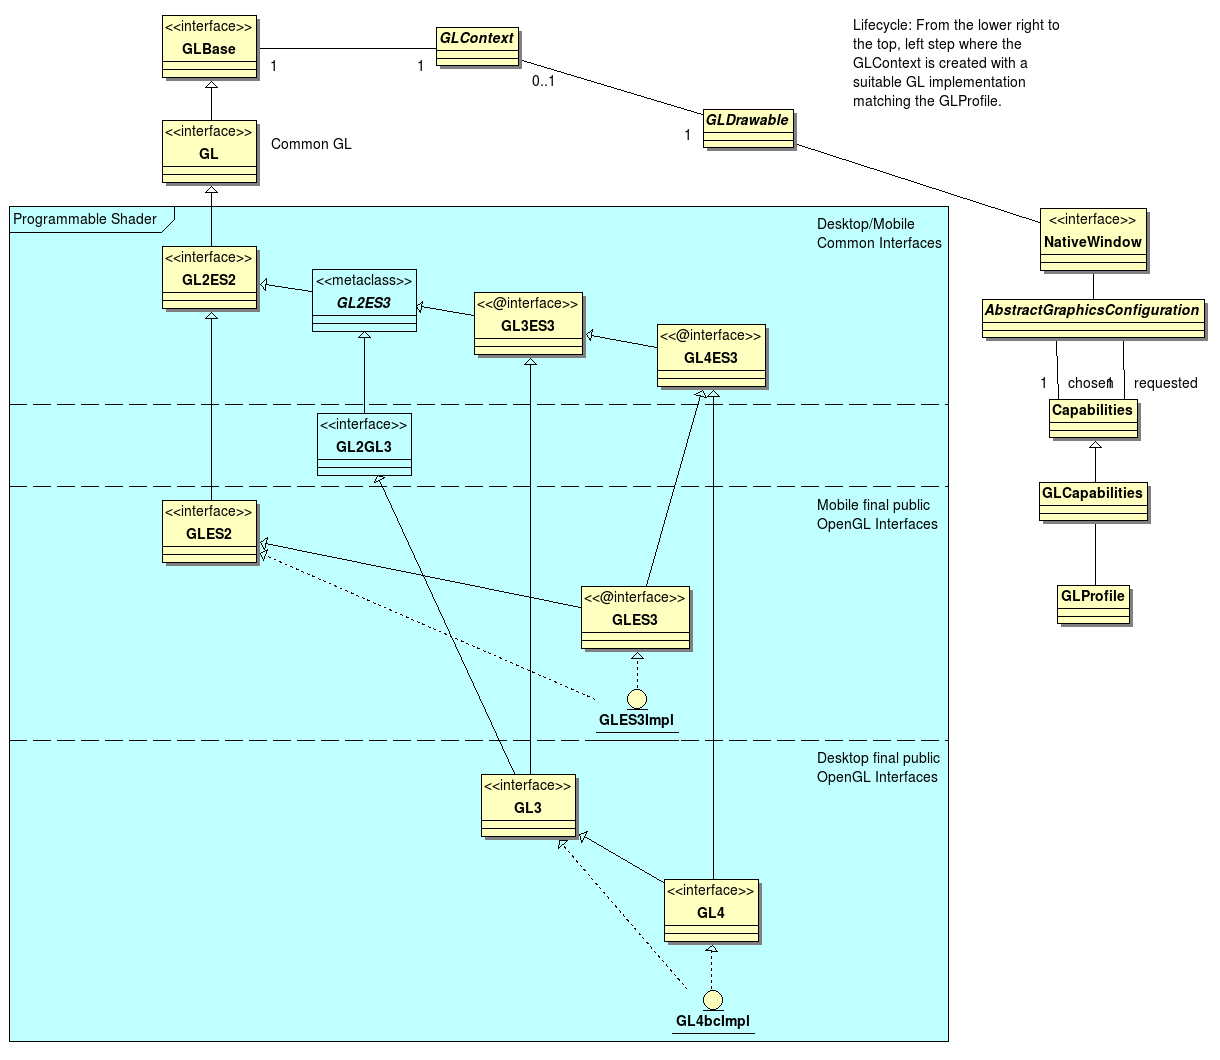 <<interface>>
GLBase
1
1
GLContext
0..1
Lifecycle: From the lower right to
the top, left step where the
GLContext is created with a
suitable GL implementation
matching the GLProfile.
<<interface>>
GL
Common GL
GLDrawable
1
Programmable Shader
Desktop/Mobile
Common Interfaces
<<interface>>
NativeWindow
<<interface>>
GL2ES2
<<metaclass>>
GL2ES3
<<@interface>>
GL3ES3
<<@interface>>
GL4ES3
AbstractGraphicsConfiguration
1
chosen
1
requested
Capabilities
<<interface>>
GL2GL3
GLCapabilities
<<interface>>
GLES2
Mobile final public
OpenGL Interfaces
<<@interface>>
GLES3
GLProfile
GLES3Impl
Desktop final public
OpenGL Interfaces
<<interface>>
GL3
<<interface>>
GL4
GL4bcImpl